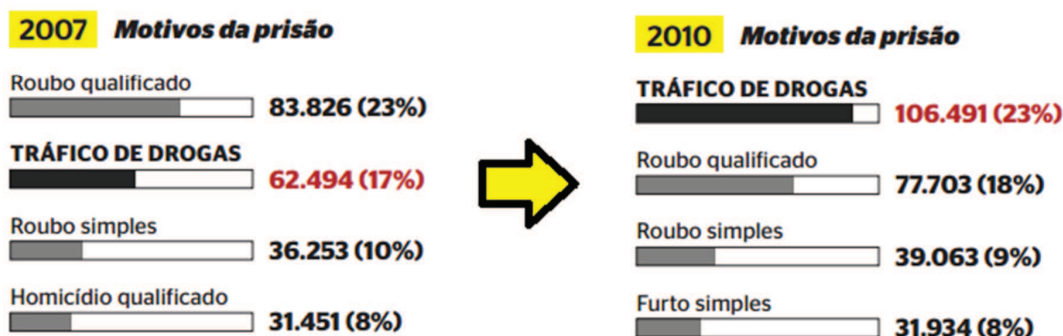 2007 Motivos da prisão
Roubo qualificado
83.826 (23%)
TRÁFICO DE DROGAS
62.494 (17%)
Roubo simples
36.253 (10%)
Homicídio qualificado
31.451 (8%)
2010 Motivos da prisão
TRÁFICO DE DROGAS
106.491 (23%)
Roubo qualificado
77.703 (18%)
Roubo simples
39.063 (9%)
Furto simples
31.934 (8%)